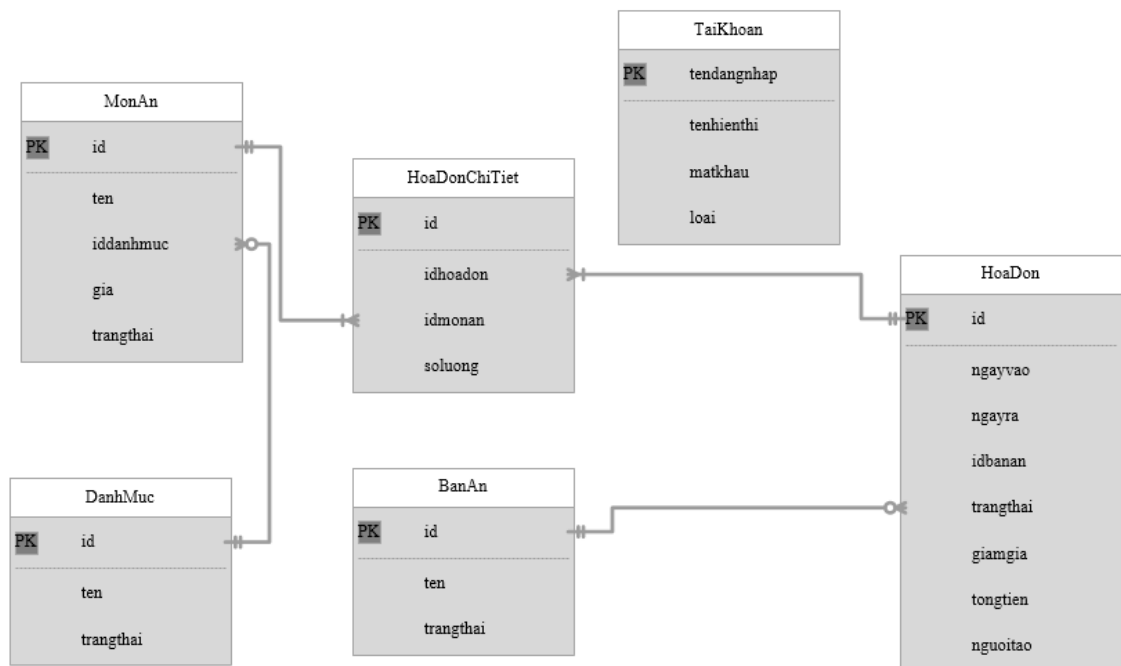 TaiKhoan
PK tendangnhap
tenhienthi
matkhau
loai
MonAn
PK id
ten
iddanhmuc
gia
trangthai
HoaDonChiTiet
PK id
idhoadon
idmonan
soluong
HoaDon
PK id
ngayvao
ngayra
idbanan
trangthai
giamgia
tongtien
nguoitao
DanhMuc
PK id
ten
trangthai
BanAn
PK id
ten
trangthai